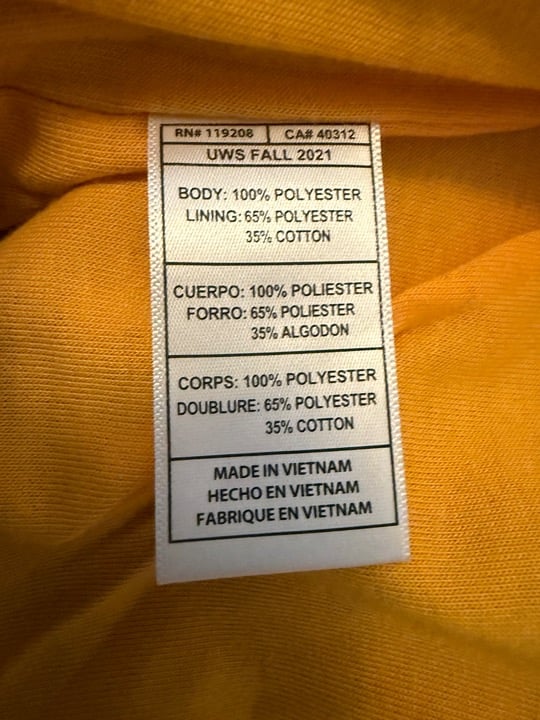 RN# 119208 CA# 40312
UWS FALL 2021
BODY: 100% POLYESTER
LINING: 65% POLYESTER
35% COTTON
CUERPO: 100% POLIESTER
FORRO: 65% POLIESTER
35% ALGODON
CORPS: 100% POLYESTER
DOUBLURE: 65% POLYESTER
35% COTTON
MADE IN VIETNAM
HECHO EN VIETNAM
FABRIQUE EN VIETNAM